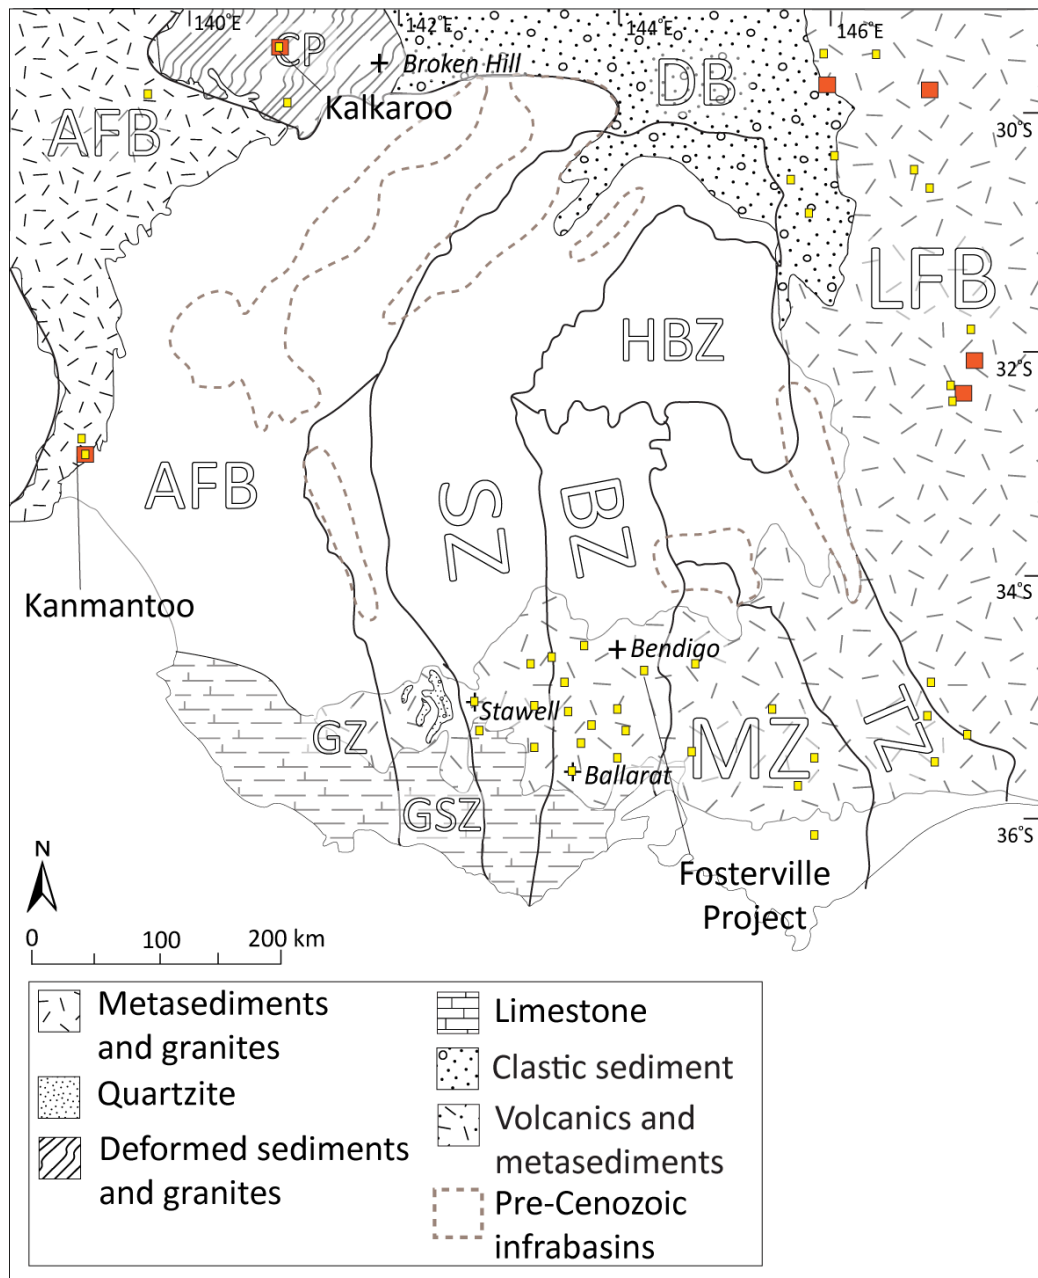 140°E
142°E
144°E
146°E
CP
Broken Hill
DB
Kalkaroo
AFB
30°S
LFB
HBZ
32°S
AFB
SZ
BZ
34°S
Kanmantoo
Bendigo
Stawell
GZ
MZ
TZ
Ballarat
GSZ
36°S
N
Fosterville
Project
0 100 200 km
Metasediments
and granites
Quartzite
Deformed sediments
and granites
Limestone
Clastic sediment
Volcanics and
metasediments
Pre-Cenozoic
infrabasins